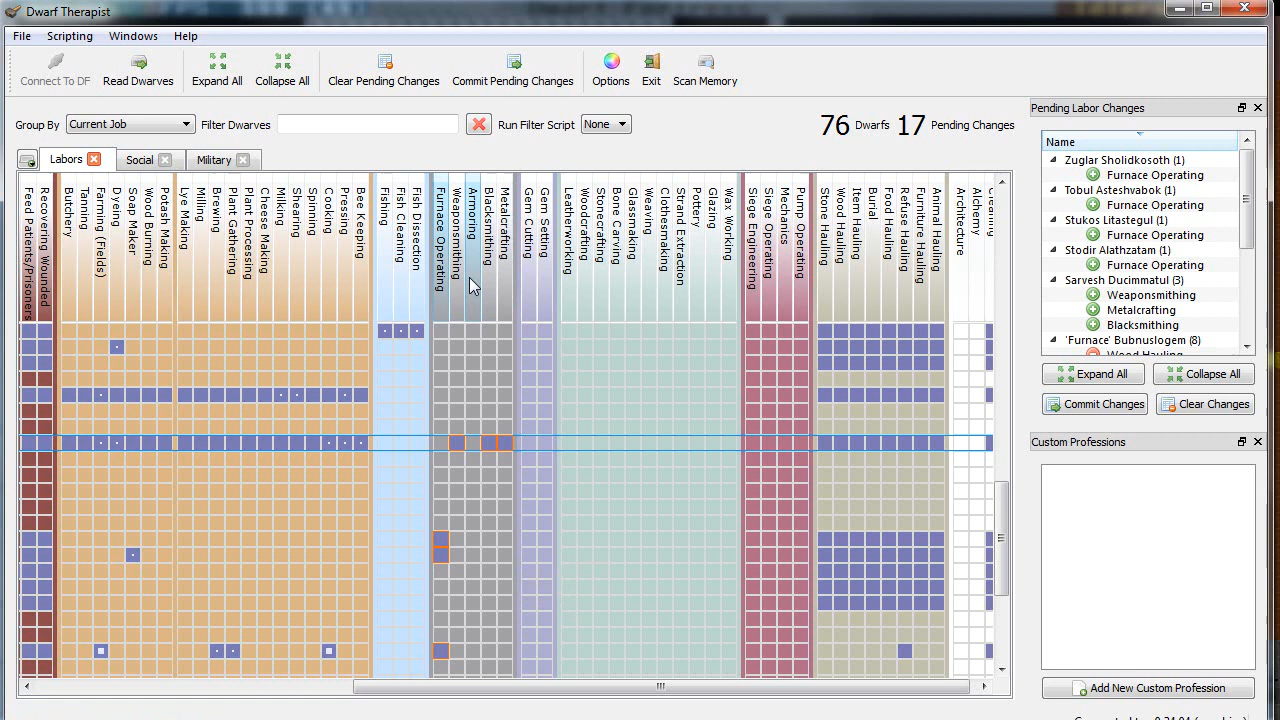 Dwarf Therapist
File Scripting Windows Help
Connect To DF Read Dwarves Expand All Collapse All Clear Pending Changes Commit Pending Changes Options Exit Scan Memory
Group By Current Job Filter Dwarves Run Filter Script None 76 Dwarfs 17 Pending Changes
Labors Social Military
Feed Patients/Prisoners
Recovering Wounded
Butchery
Tanning
Farming (Fields)
Dyeing
Soap Maker
Wood Burning
Potash Making
Lye Making
Milling
Brewing
Plant Gathering
Plant Processing
Cheese Making
Milking
Shearing
Spinning
Cooking
Pressing
Bee Keeping
Fishing
Fish Cleaning
Fish Dissection
Furnace Operating
Weaponsmithing
Armoring
Blacksmithing
Metalcrafting
Gem Cutting
Gem Setting
Leatherworking
Woodcrafting
Stonecrafting
Bone Carving
Glassmaking
Weaving
Clothesmaking
Strand Extraction
Pottery
Glazing
Wax Working
Siege Engineering
Siege Operating
Mechanics
Pump Operating
Stone Hauling
Wood Hauling
Item Hauling
Burial
Food Hauling
Refuse Hauling
Furniture Hauling
Animal Hauling
Architecture
Pending Labor Changes
Name
Zuglar Sholidkosoth (1)
Furnace Operating
Tobul Asteshvabok (1)
Furnace Operating
Stukos Litastegul (1)
Furnace Operating
Stodir Alathzatam (1)
Furnace Operating
Sarvesh Ducimmatul (3)
Weaponsmithing
Metalcrafting
Blacksmithing
'Furnace' Bubnuslogem (8)
Wood Hauling
Expand All Collapse All
Commit Changes Clear Changes
Custom Professions
Add New Custom Profession